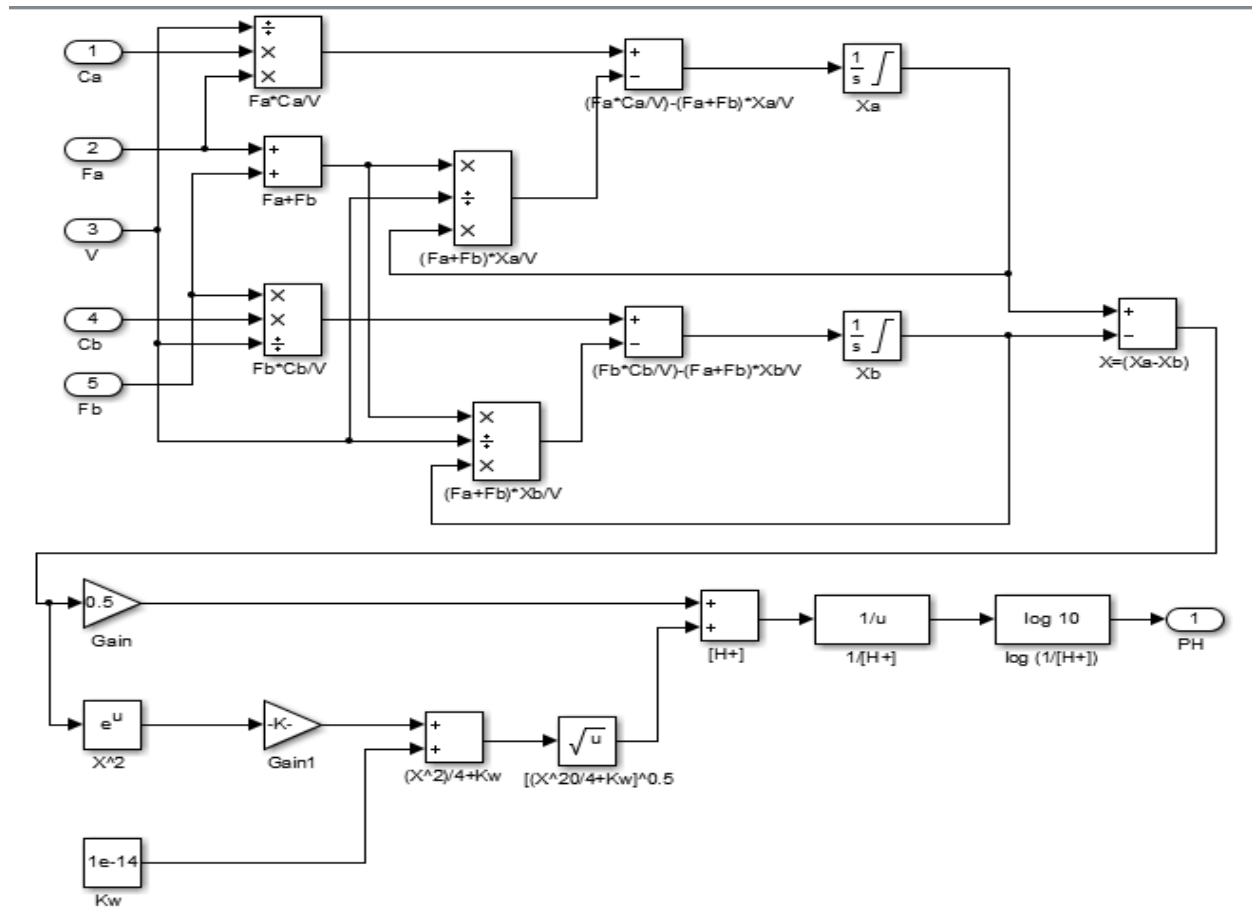 ÷
1
×
Ca
×
Fa*Ca/V
+
−
(Fa*Ca/V)-(Fa+Fb)*Xa/V
1
s
Xa
2
Fa
+
+
Fa+Fb
×
÷
×
(Fa+Fb)*Xa/V
3
V
4
Cb
×
×
÷
Fb*Cb/V
+
−
(Fb*Cb/V)-(Fa+Fb)*Xb/V
1
s
Xb
+
−
X=(Xa-Xb)
5
Fb
×
÷
×
(Fa+Fb)*Xb/V
0.5
Gain
+
+
[H+]
1/u
1/[H+]
log 10
log (1/[H+])
1
PH
eᵘ
X^2
-K-
Gain1
+
+
(X^2)/4+Kw
√u
[(X^20/4+Kw]^0.5
1e-14
Kw